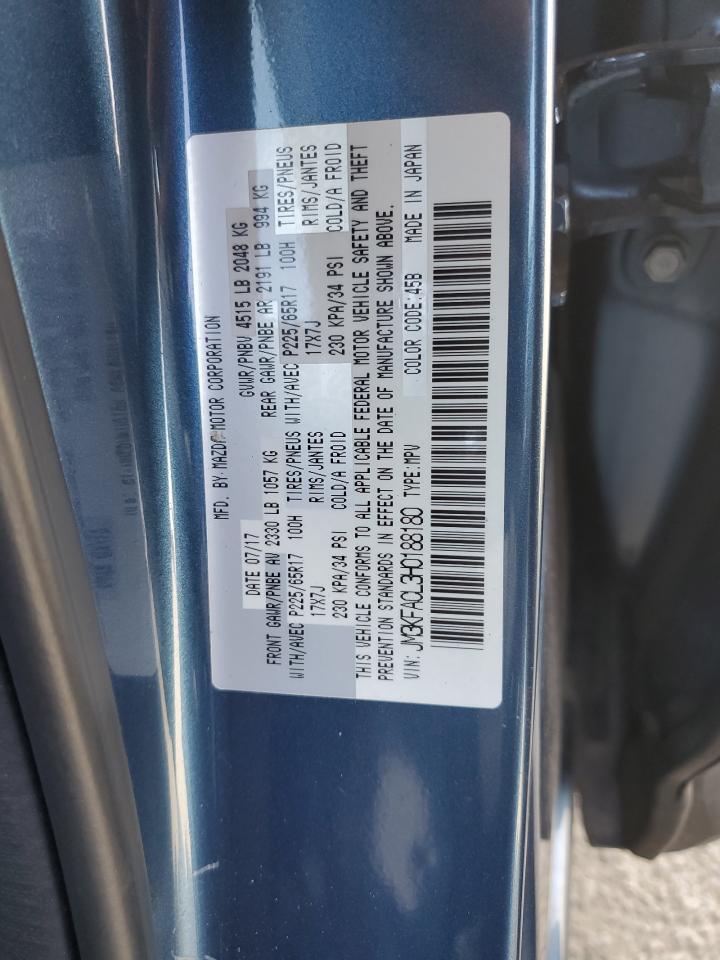 MFD. BY MAZDA MOTOR CORPORATION
DATE 07/17 GVWR/PNBV 4515 LB 2048 KG
FRONT GAWR/PNBE AV 2330 LB 1057 KG REAR GAWR/PNBE AR 2191 LB 994 KG
WITH/AVEC P225/65R17 100H TIRES/PNEUS WITH/AVEC P225/65R17 100H TIRES/PNEUS
17X7J RIMS/JANTES 17X7J RIMS/JANTES
230 KPA/34 PSI COLD/A FROID 230 KPA/34 PSI COLD/A FROID
THIS VEHICLE CONFORMS TO ALL APPLICABLE FEDERAL MOTOR VEHICLE SAFETY AND THEFT
PREVENTION STANDARDS IN EFFECT ON THE DATE OF MANUFACTURE SHOWN ABOVE.
VIN: JM3KFACL3H0188180 TYPE:MPV COLOR CODE:45B MADE IN JAPAN